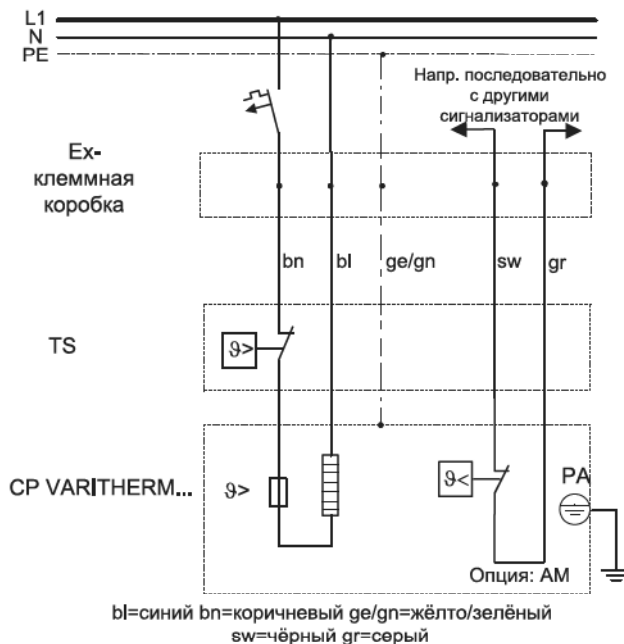 L1
N
PE
Напр. последовательно
с другими
сигнализаторами
Ex-
клеммная
коробка
bn
bl
ge/gn
sw
gr
TS
ϑ>
CP VARITHERM...
ϑ>
ϑ<
PA
Опция: AM
bl=синий bn=коричневый ge/gn=жёлто/зелёный
sw=чёрный gr=серый